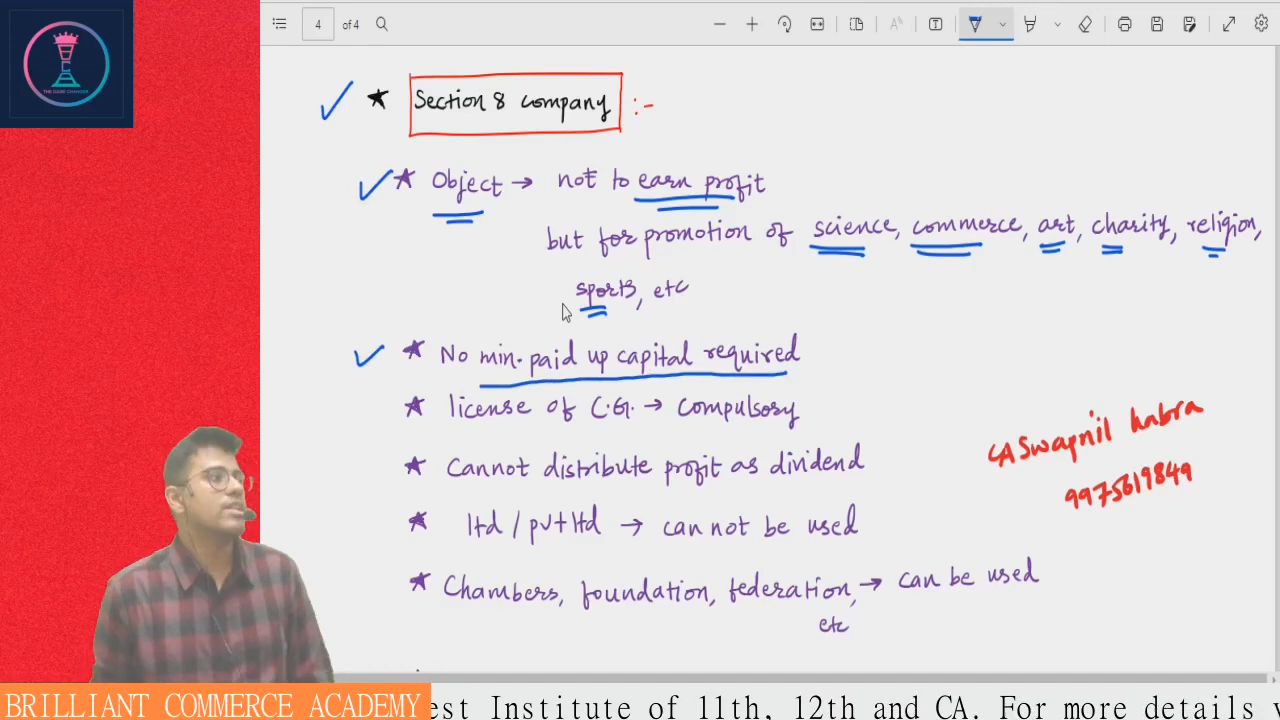 THE GAME CHANGER
4 of 4
★ Section 8 company :-
★ Object → not to earn profit
but for promotion of science, commerce, art, charity, religion,
sports, etc
★ No min. paid up capital required
★ license of C.G. → compulsory
★ Cannot distribute profit as dividend
★ ltd / pvt ltd → can not be used
★ Chambers, foundation, federation, → can be used
etc
CA Swapnil kabra
9975619849
BRILLIANT COMMERCE ACADEMY
est Institute of 11th, 12th and CA. For more details